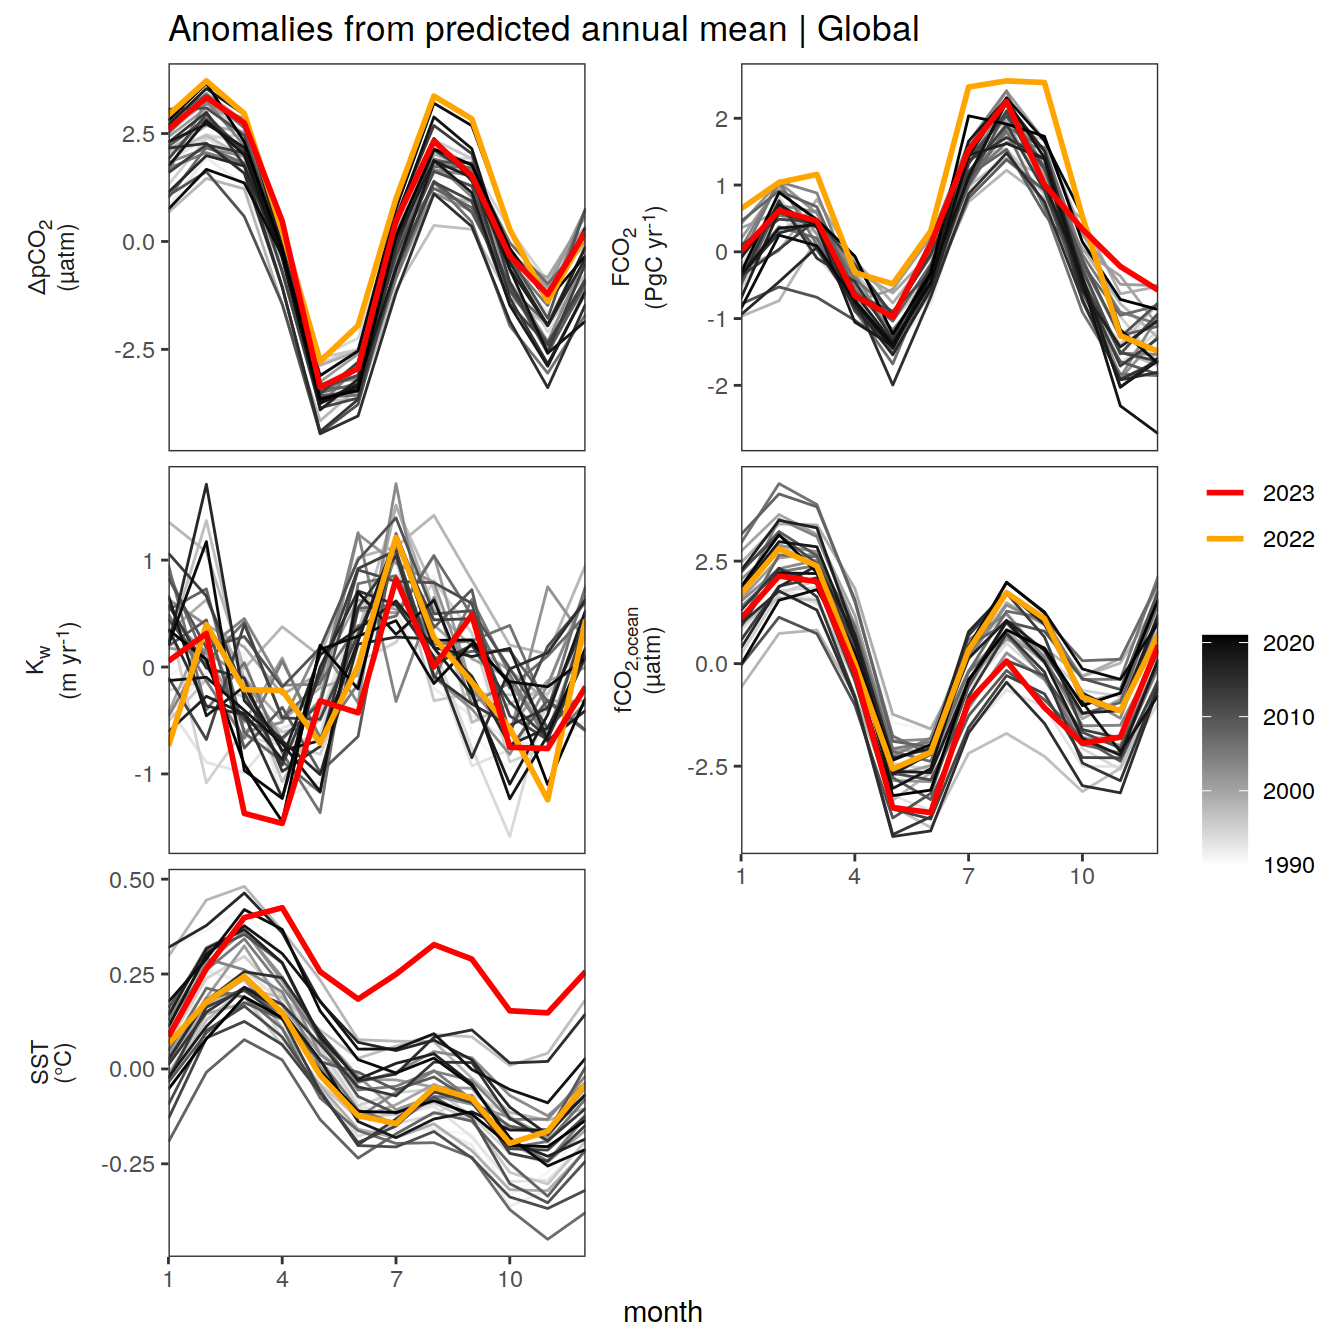 Anomalies from predicted annual mean | Global
ΔpCO₂
(µatm)
2.5
0.0
-2.5
FCO₂
(PgC yr⁻¹)
2
1
0
-1
-2
K_w
(m yr⁻¹)
1
0
-1
fCO₂,ocean
(µatm)
2.5
0.0
-2.5
1
4
7
10
SST
(°C)
0.50
0.25
0.00
-0.25
1
4
7
10
month
2023
2022
2020
2010
2000
1990